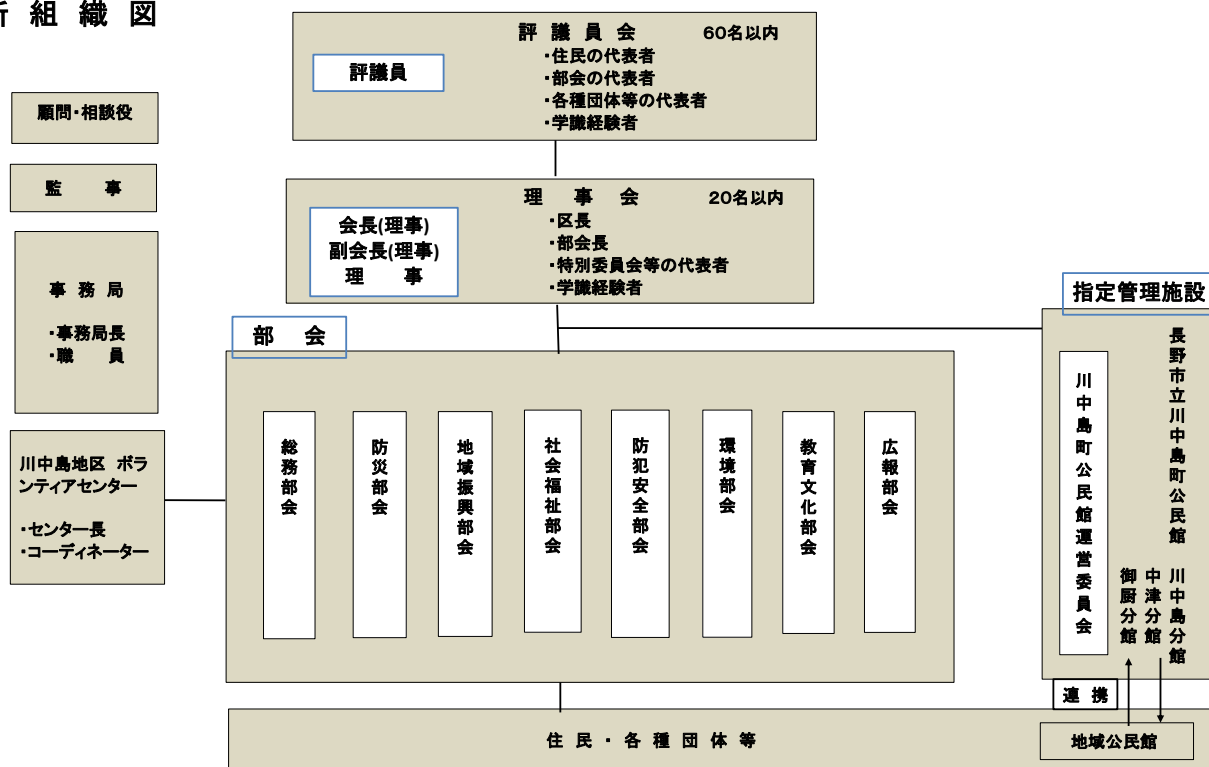 新 組 織 図
評 議 員 会 60名以内
評議員
・住民の代表者
・部会の代表者
・各種団体等の代表者
・学識経験者
顧問・相談役
監 事
理 事 会 20名以内
会長(理事)
副会長(理事)
理 事
・区長
・部会長
・特別委員会等の代表者
・学識経験者
事 務 局
・事務局長
・職 員
部 会
指定管理施設
川中島地区 ボラ
ンティアセンター
・センター長
・コーディネーター
総務部会
防災部会
地域振興部会
社会福祉部会
防犯安全部会
環境部会
教育文化部会
広報部会
川中島町公民館運営委員会
長野市立川中島町公民館
川中島分館
中津分館
御厨分館
連 携
住 民 ・ 各 種 団 体 等
地域公民館